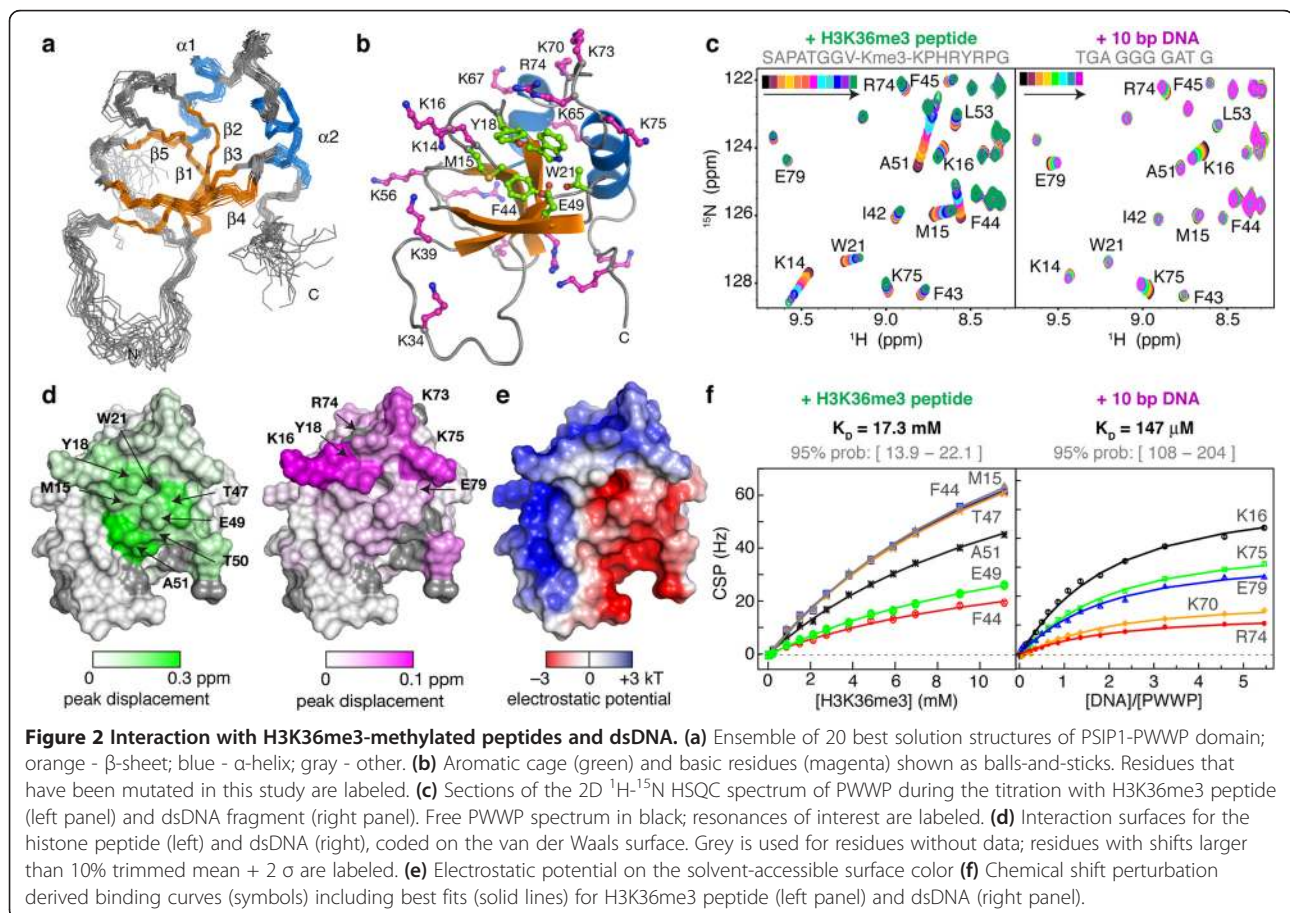 a
α1
α2
β2
β3
β5
β1
β4
N
C
b
K70
K73
R74
K67
K16
Y18
K65
K75
K14
M15
W21
K56
F44
E49
K39
K34
C
c
+ H3K36me3 peptide
SAPATGGV-Kme3-KPHRYRPG
+ 10 bp DNA
TGA GGG GAT G
122
124
126
128
¹⁵N (ppm)
R74
F45
L53
A51
K16
E79
I42
M15
F44
W21
K14
K75
F43
9.5
9.0
8.5
¹H (ppm)
R74
F45
L53
E79
A51
K16
I42
M15
F44
W21
K14
K75
F43
9.5
9.0
8.5
¹H (ppm)
d
W21
Y18
M15
T47
E49
T50
A51
0
0.3 ppm
peak displacement
R74
K73
Y18
K16
K75
E79
0
0.1 ppm
peak displacement
e
−3
0
+3 kT
electrostatic potential
f
+ H3K36me3 peptide
K_D = 17.3 mM
95% prob: [ 13.9 – 22.1 ]
+ 10 bp DNA
K_D = 147 μM
95% prob: [ 108 – 204 ]
CSP (Hz)
60
40
20
0
M15
F44
T47
A51
E49
F44
0 2 4 6 8 10
[H3K36me3] (mM)
K16
K75
E79
K70
R74
0 1 2 3 4 5
[DNA]/[PWWP]
Figure 2 Interaction with H3K36me3-methylated peptides and dsDNA. (a) Ensemble of 20 best solution structures of PSIP1-PWWP domain;
orange - β-sheet; blue - α-helix; gray - other. (b) Aromatic cage (green) and basic residues (magenta) shown as balls-and-sticks. Residues that
have been mutated in this study are labeled. (c) Sections of the 2D ¹H-¹⁵N HSQC spectrum of PWWP during the titration with H3K36me3 peptide
(left panel) and dsDNA fragment (right panel). Free PWWP spectrum in black; resonances of interest are labeled. (d) Interaction surfaces for the
histone peptide (left) and dsDNA (right), coded on the van der Waals surface. Grey is used for residues without data; residues with shifts larger
than 10% trimmed mean + 2 σ are labeled. (e) Electrostatic potential on the solvent-accessible surface color (f) Chemical shift perturbation
derived binding curves (symbols) including best fits (solid lines) for H3K36me3 peptide (left panel) and dsDNA (right panel).